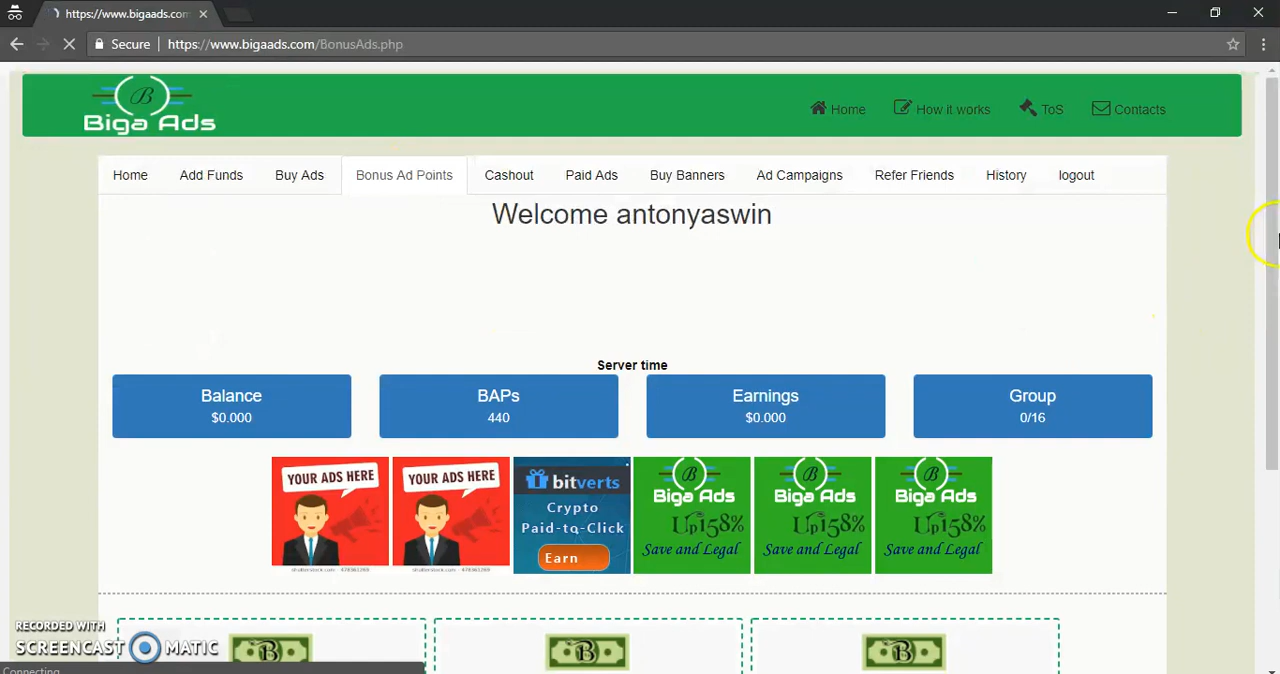 https://www.bigaads.com
Secure
https://www.bigaads.com/BonusAds.php
B
Biga Ads
Home
How it works
ToS
Contacts
Home
Add Funds
Buy Ads
Bonus Ad Points
Cashout
Paid Ads
Buy Banners
Ad Campaigns
Refer Friends
History
logout
Welcome antonyaswin
Server time
Balance
$0.000
BAPs
440
Earnings
$0.000
Group
0/16
YOUR ADS HERE
YOUR ADS HERE
bitverts
Crypto
Paid-to-Click
Earn
B
Biga Ads
Up158%
Save and Legal
B
Biga Ads
Up158%
Save and Legal
B
Biga Ads
Up158%
Save and Legal
B
B
B
RECORDED WITH
SCREENCAST MATIC
Connecting